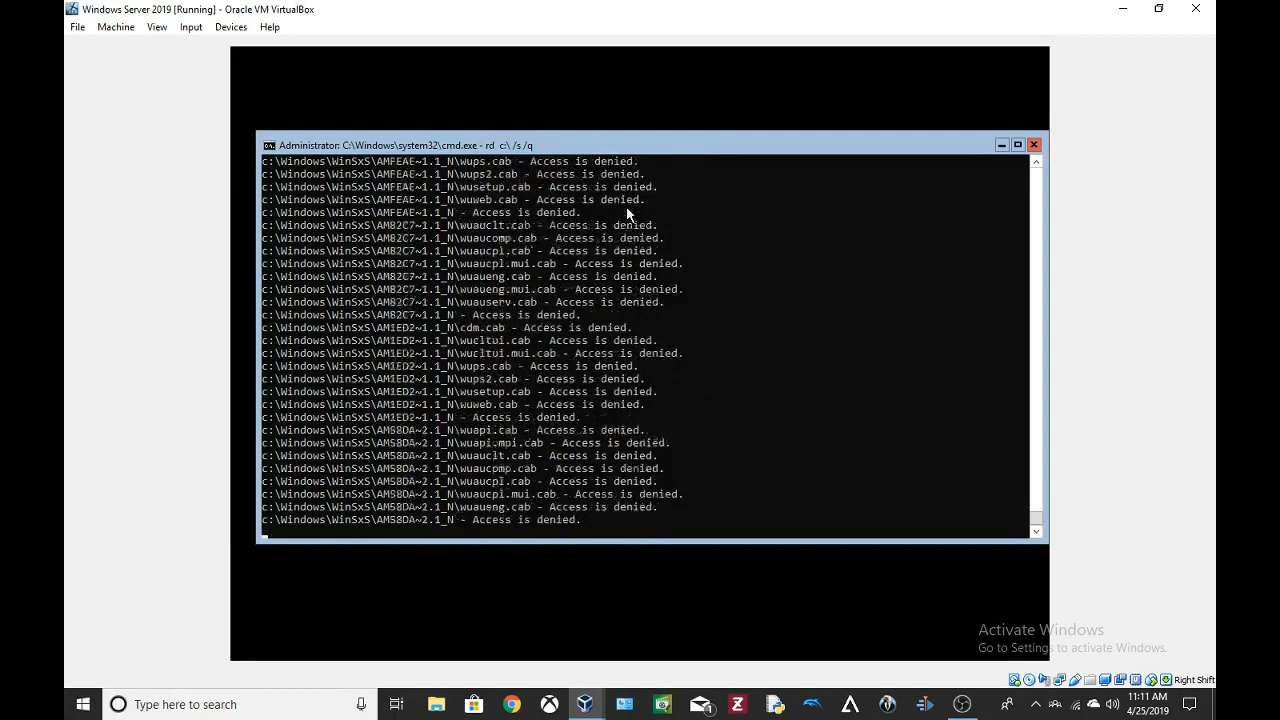 Windows Server 2019 [Running] - Oracle VM VirtualBox
File Machine View Input Devices Help
Administrator: C:\Windows\system32\cmd.exe - rd c:\ /s /q
c:\Windows\WinSxS\AMFEAE~1.1_N\wups.cab - Access is denied.
c:\Windows\WinSxS\AMFEAE~1.1_N\wups2.cab - Access is denied.
c:\Windows\WinSxS\AMFEAE~1.1_N\wusetup.cab - Access is denied.
c:\Windows\WinSxS\AMFEAE~1.1_N\wuweb.cab - Access is denied.
c:\Windows\WinSxS\AMFEAE~1.1_N - Access is denied.
c:\Windows\WinSxS\AM82C7~1.1_N\wuauclt.cab - Access is denied.
c:\Windows\WinSxS\AM82C7~1.1_N\wuaucomp.cab - Access is denied.
c:\Windows\WinSxS\AM82C7~1.1_N\wuaucpl.cab - Access is denied.
c:\Windows\WinSxS\AM82C7~1.1_N\wuaucpl.mui.cab - Access is denied.
c:\Windows\WinSxS\AM82C7~1.1_N\wuaueng.cab - Access is denied.
c:\Windows\WinSxS\AM82C7~1.1_N\wuaueng.mui.cab - Access is denied.
c:\Windows\WinSxS\AM82C7~1.1_N\wuauserv.cab - Access is denied.
c:\Windows\WinSxS\AM82C7~1.1_N - Access is denied.
c:\Windows\WinSxS\AM1ED2~1.1_N\cdm.cab - Access is denied.
c:\Windows\WinSxS\AM1ED2~1.1_N\wucltui.cab - Access is denied.
c:\Windows\WinSxS\AM1ED2~1.1_N\wucltui.mui.cab - Access is denied.
c:\Windows\WinSxS\AM1ED2~1.1_N\wups.cab - Access is denied.
c:\Windows\WinSxS\AM1ED2~1.1_N\wups2.cab - Access is denied.
c:\Windows\WinSxS\AM1ED2~1.1_N\wusetup.cab - Access is denied.
c:\Windows\WinSxS\AM1ED2~1.1_N\wuweb.cab - Access is denied.
c:\Windows\WinSxS\AM1ED2~1.1_N - Access is denied.
c:\Windows\WinSxS\AM58DA~2.1_N\wuapi.cab - Access is denied.
c:\Windows\WinSxS\AM58DA~2.1_N\wuapiompi.cab - Access is denied.
c:\Windows\WinSxS\AM58DA~2.1_N\wuauclt.cab - Access is denied.
c:\Windows\WinSxS\AM58DA~2.1_N\wuaucpmp.cab - Access is denied.
c:\Windows\WinSxS\AM58DA~2.1_N\wuaucpl.cab - Access is denied.
c:\Windows\WinSxS\AM58DA~2.1_N\wuaucpl.mui.cab - Access is denied.
c:\Windows\WinSxS\AM58DA~2.1_N\wuaueng.cab - Access is denied.
c:\Windows\WinSxS\AM58DA~2.1_N - Access is denied.
Activate Windows
Go to Settings to activate Windows.
Right Shift
Type here to search
11:11 AM
4/25/2019